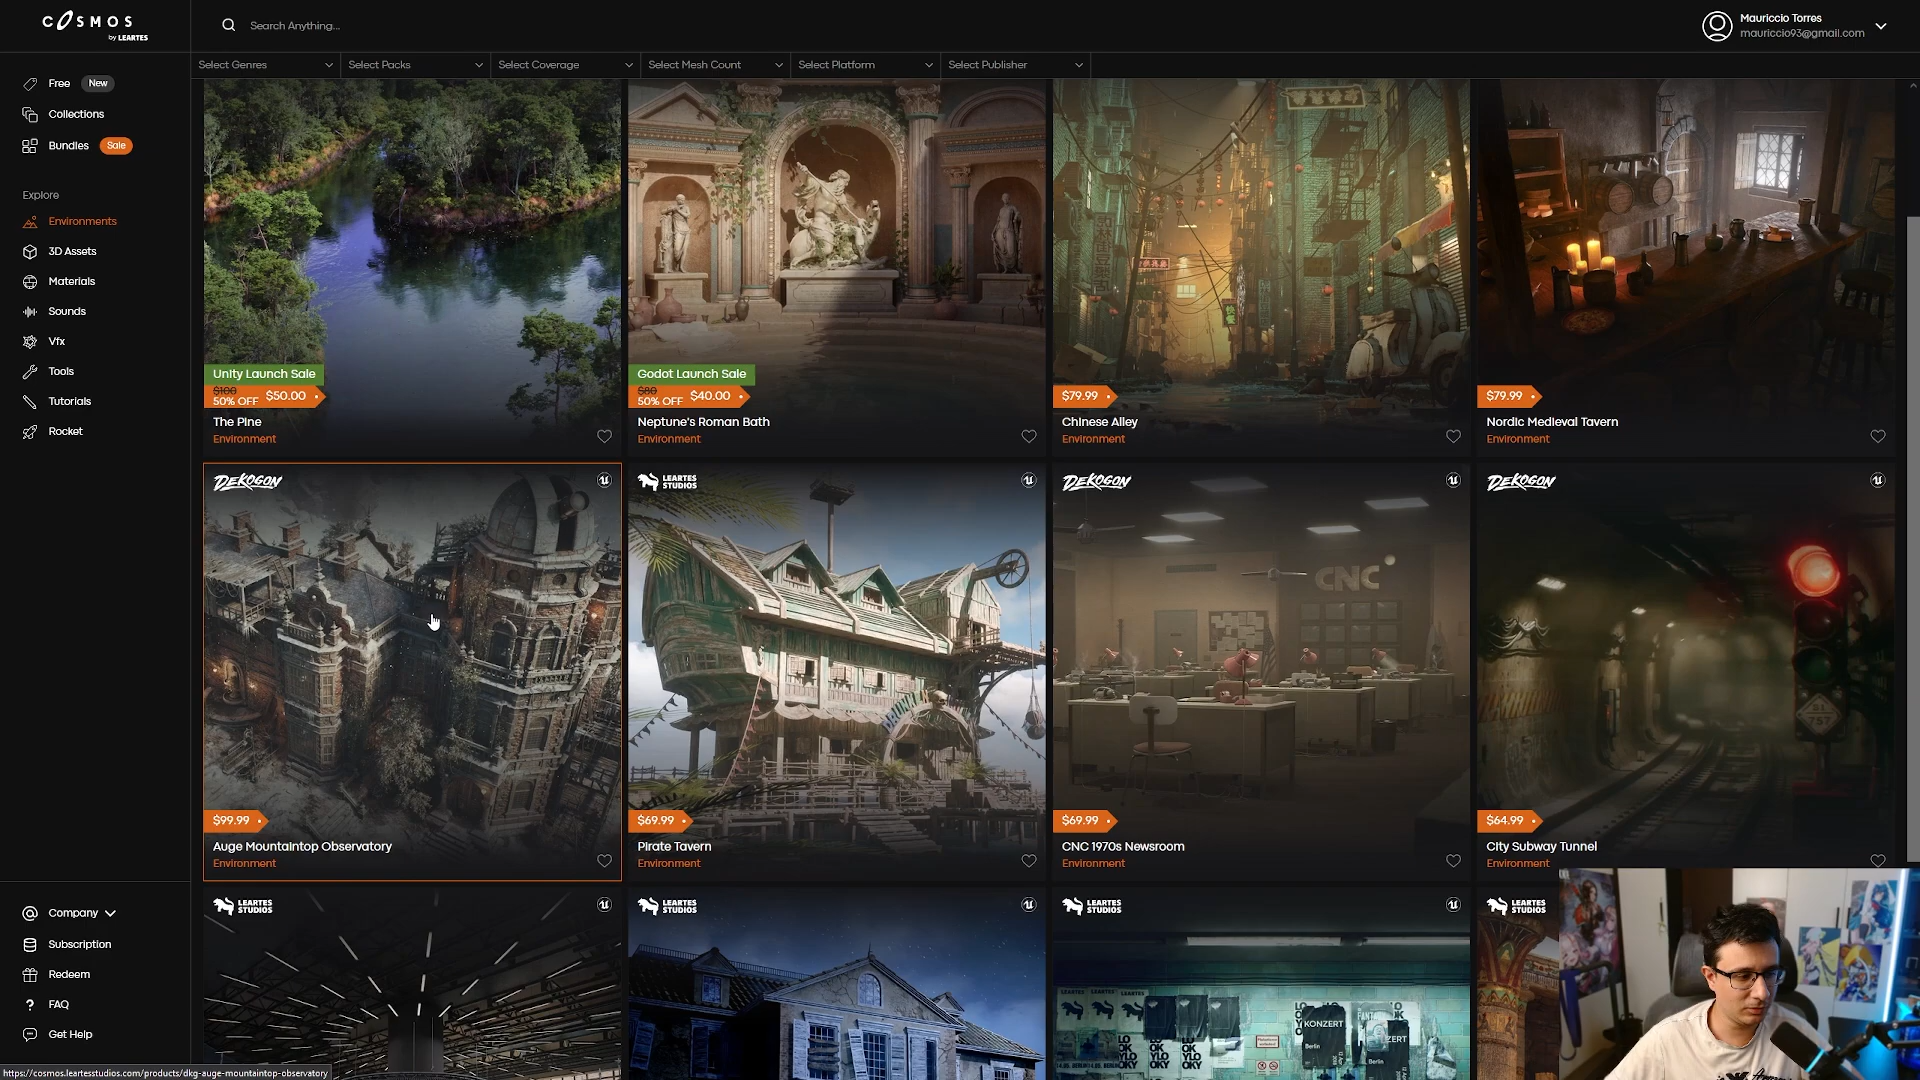 COSMOS
by LEARTES
Search Anything...
Mauriccio Torres
mauriccio93@gmail.com
Select Genres
Select Packs
Select Coverage
Select Mesh Count
Select Platform
Select Publisher
Free
New
Collections
Bundles
Sale
Explore
Environments
3D Assets
Materials
Sounds
Vfx
Tools
Tutorials
Rocket
Unity Launch Sale
$100
50% OFF
$50.00
The Pine
Environment
Godot Launch Sale
$80
50% OFF
$40.00
Neptune's Roman Bath
Environment
$79.99
Chinese Alley
Environment
$79.99
Nordic Medieval Tavern
Environment
DEKOGON
$99.99
Auge Mountaintop Observatory
Environment
LEARTES
STUDIOS
$69.99
Pirate Tavern
Environment
DEKOGON
CNC
$69.99
CNC 1970s Newsroom
Environment
DEKOGON
757
$64.99
City Subway Tunnel
Environment
LEARTES
STUDIOS
LEARTES
STUDIOS
LEARTES
STUDIOS
KONZERT
Berlin
Berlin
LEARTES
STUDIOS
Company
Subscription
Redeem
FAQ
Get Help
https://cosmos.leartesstudios.com/products/dkg-auge-mountaintop-observatory